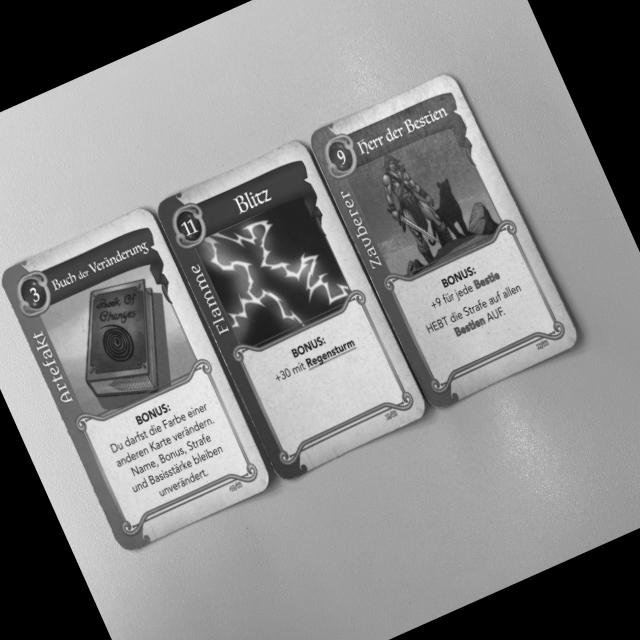 3
Buch der Veränderung
Artefakt
Book Of
Changes
BONUS:
Du darfst die Farbe einer
anderen Karte verändern.
Name, Bonus, Strafe
und Basisstärke bleiben
unverändert.
11
Blitz
Flamme
BONUS:
+30 mit Regensturm
9
Herr der Bestien
Zauberer
BONUS:
+9 für jede Bestie
HEBT die Strafe auf allen
Bestien AUF.